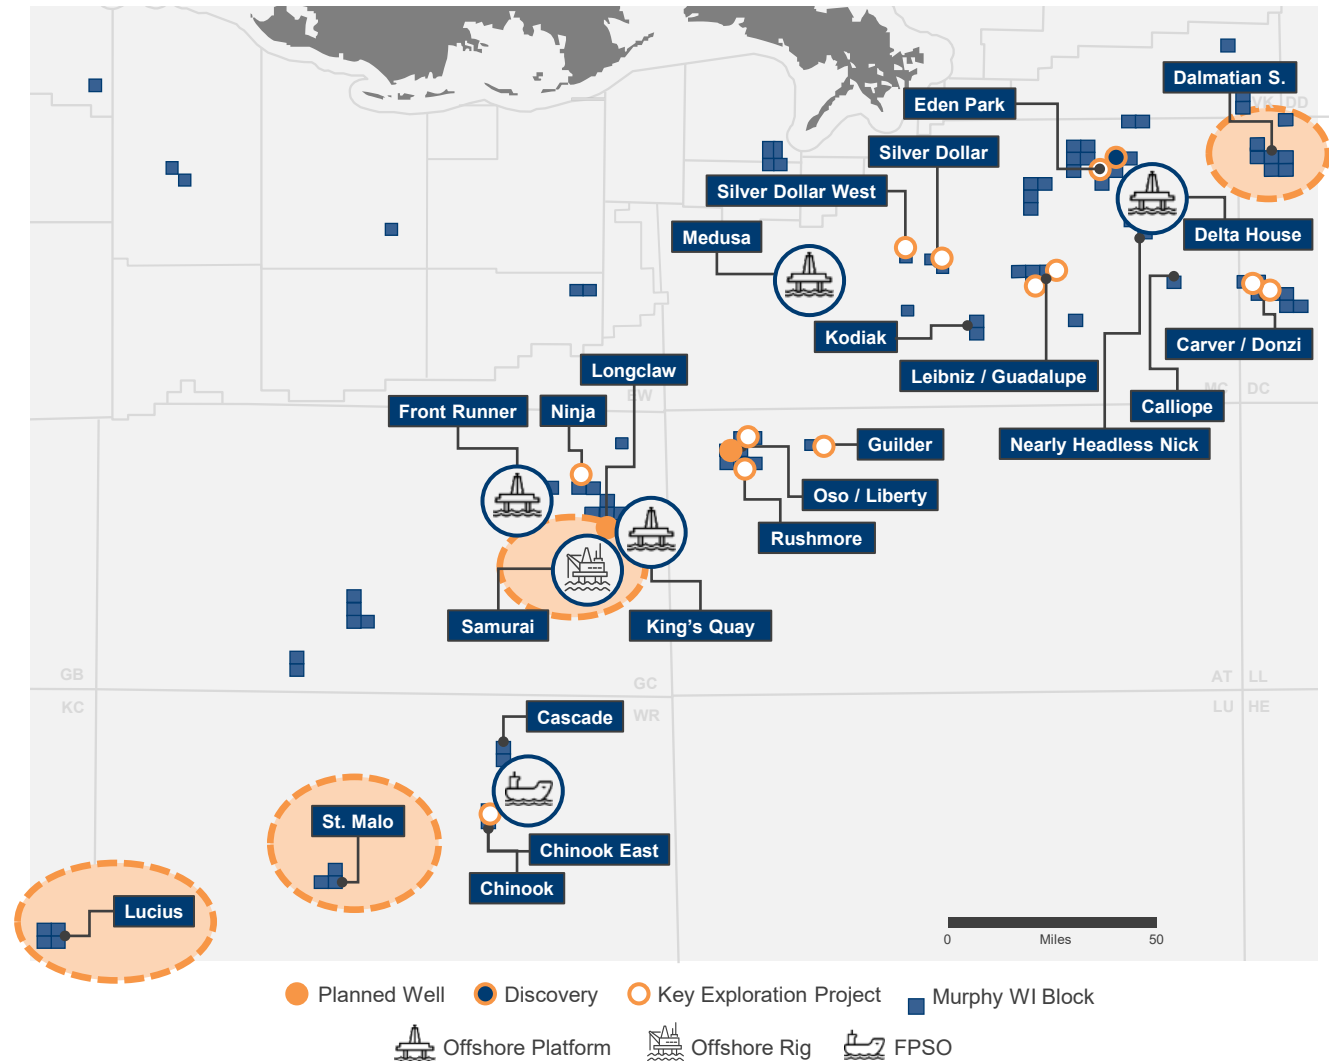 Dalmatian S.
VK DD
Eden Park
Silver Dollar
Silver Dollar West
Medusa
Delta House
Kodiak
Carver / Donzi
Longclaw
Leibniz / Guadalupe
EW
MC DC
Front Runner
Ninja
Calliope
Guilder
Nearly Headless Nick
Oso / Liberty
Rushmore
Samurai
King’s Quay
GB
GC
AT LL
KC
WR
LU HE
Cascade
St. Malo
Chinook East
Chinook
Lucius
0 Miles 50
Planned Well
Discovery
Key Exploration Project
Murphy WI Block
Offshore Platform
Offshore Rig
FPSO